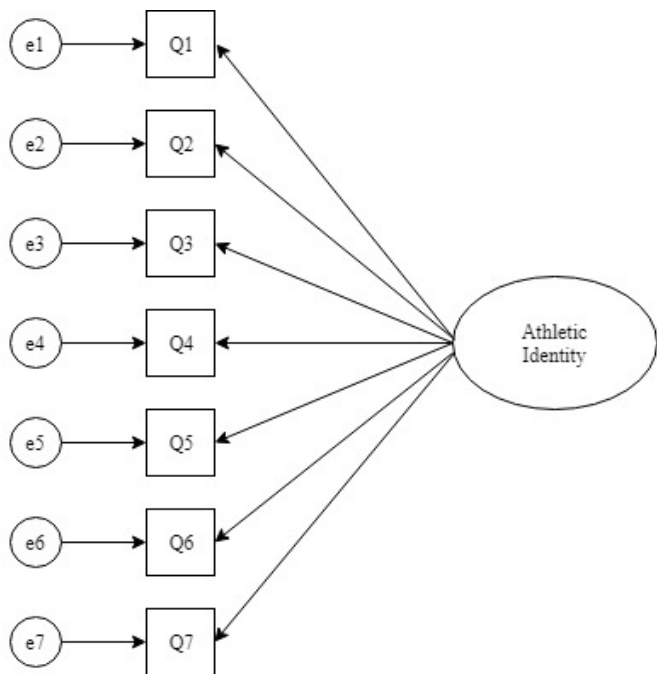 e1 Q1
e2 Q2
e3 Q3
e4 Q4
e5 Q5
e6 Q6
e7 Q7
Athletic
Identity